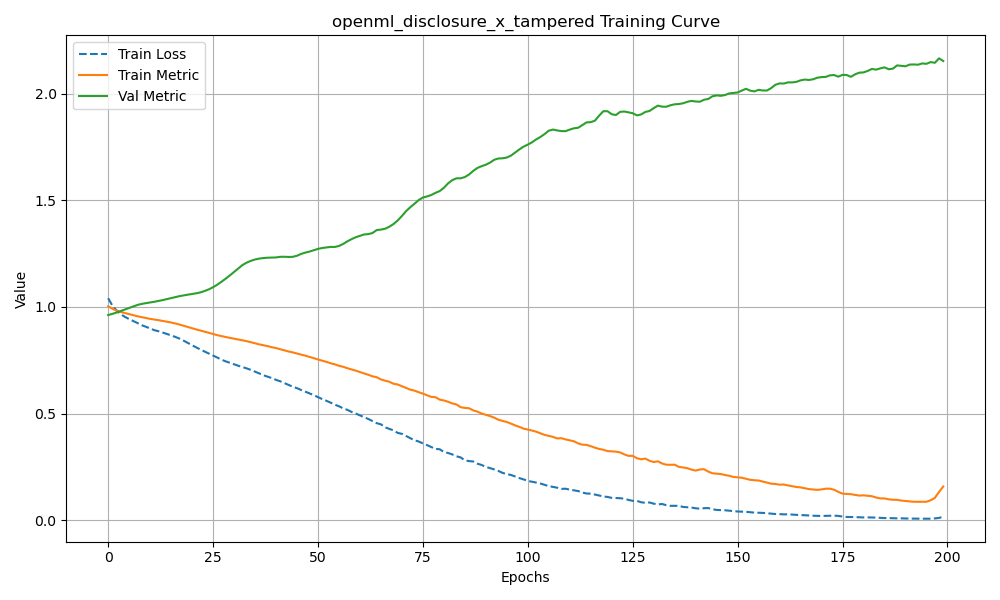 openml_disclosure_x_tampered Training Curve
Train Loss
Train Metric
Val Metric
Value
2.0
1.5
1.0
0.5
0.0
0 25 50 75 100 125 150 175 200
Epochs